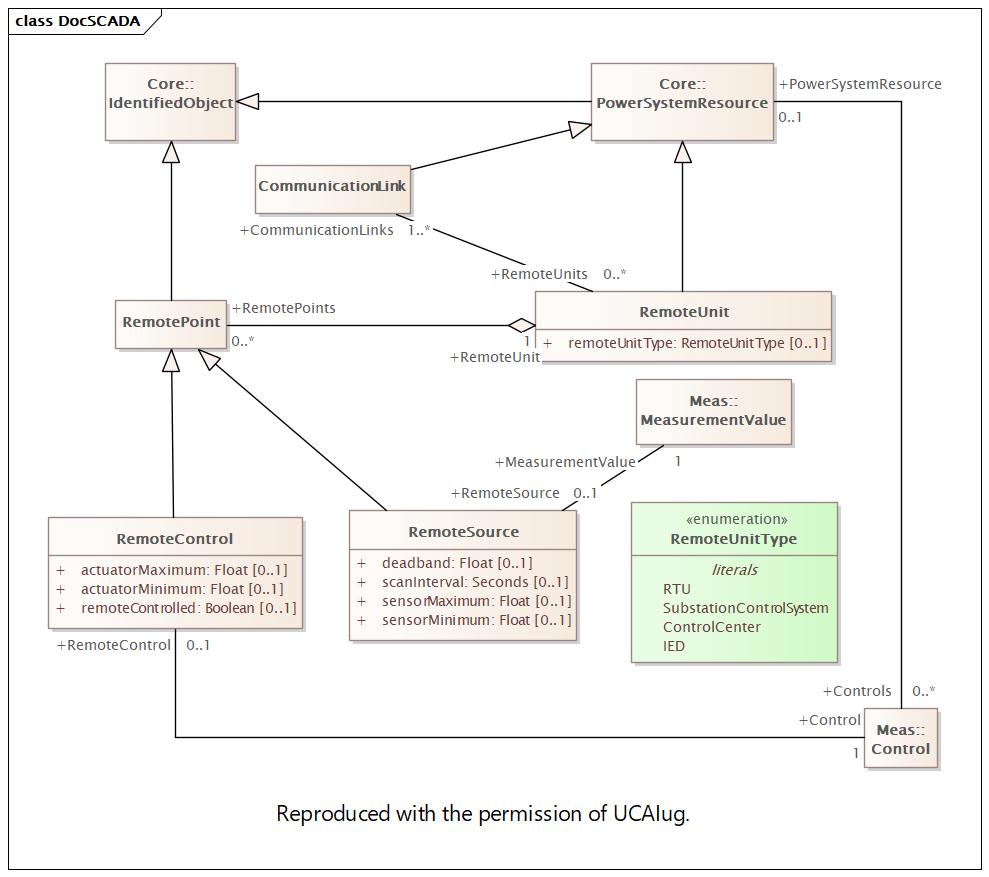 class DocSCADA
Core::
IdentifiedObject
Core::
PowerSystemResource
+PowerSystemResource
0..1
CommunicationLink
+CommunicationLinks 1..*
+RemoteUnits 0..*
RemotePoint
+RemotePoints
0..*
1
+RemoteUnit
RemoteUnit
+ remoteUnitType: RemoteUnitType [0..1]
Meas::
MeasurementValue
+MeasurementValue 1
+RemoteSource 0..1
RemoteControl
+ actuatorMaximum: Float [0..1]
+ actuatorMinimum: Float [0..1]
+ remoteControlled: Boolean [0..1]
+RemoteControl 0..1
RemoteSource
+ deadband: Float [0..1]
+ scanInterval: Seconds [0..1]
+ sensorMaximum: Float [0..1]
+ sensorMinimum: Float [0..1]
«enumeration»
RemoteUnitType
literals
RTU
SubstationControlSystem
ControlCenter
IED
+Controls 0..*
+Control
1
Meas::
Control
Reproduced with the permission of UCAIug.